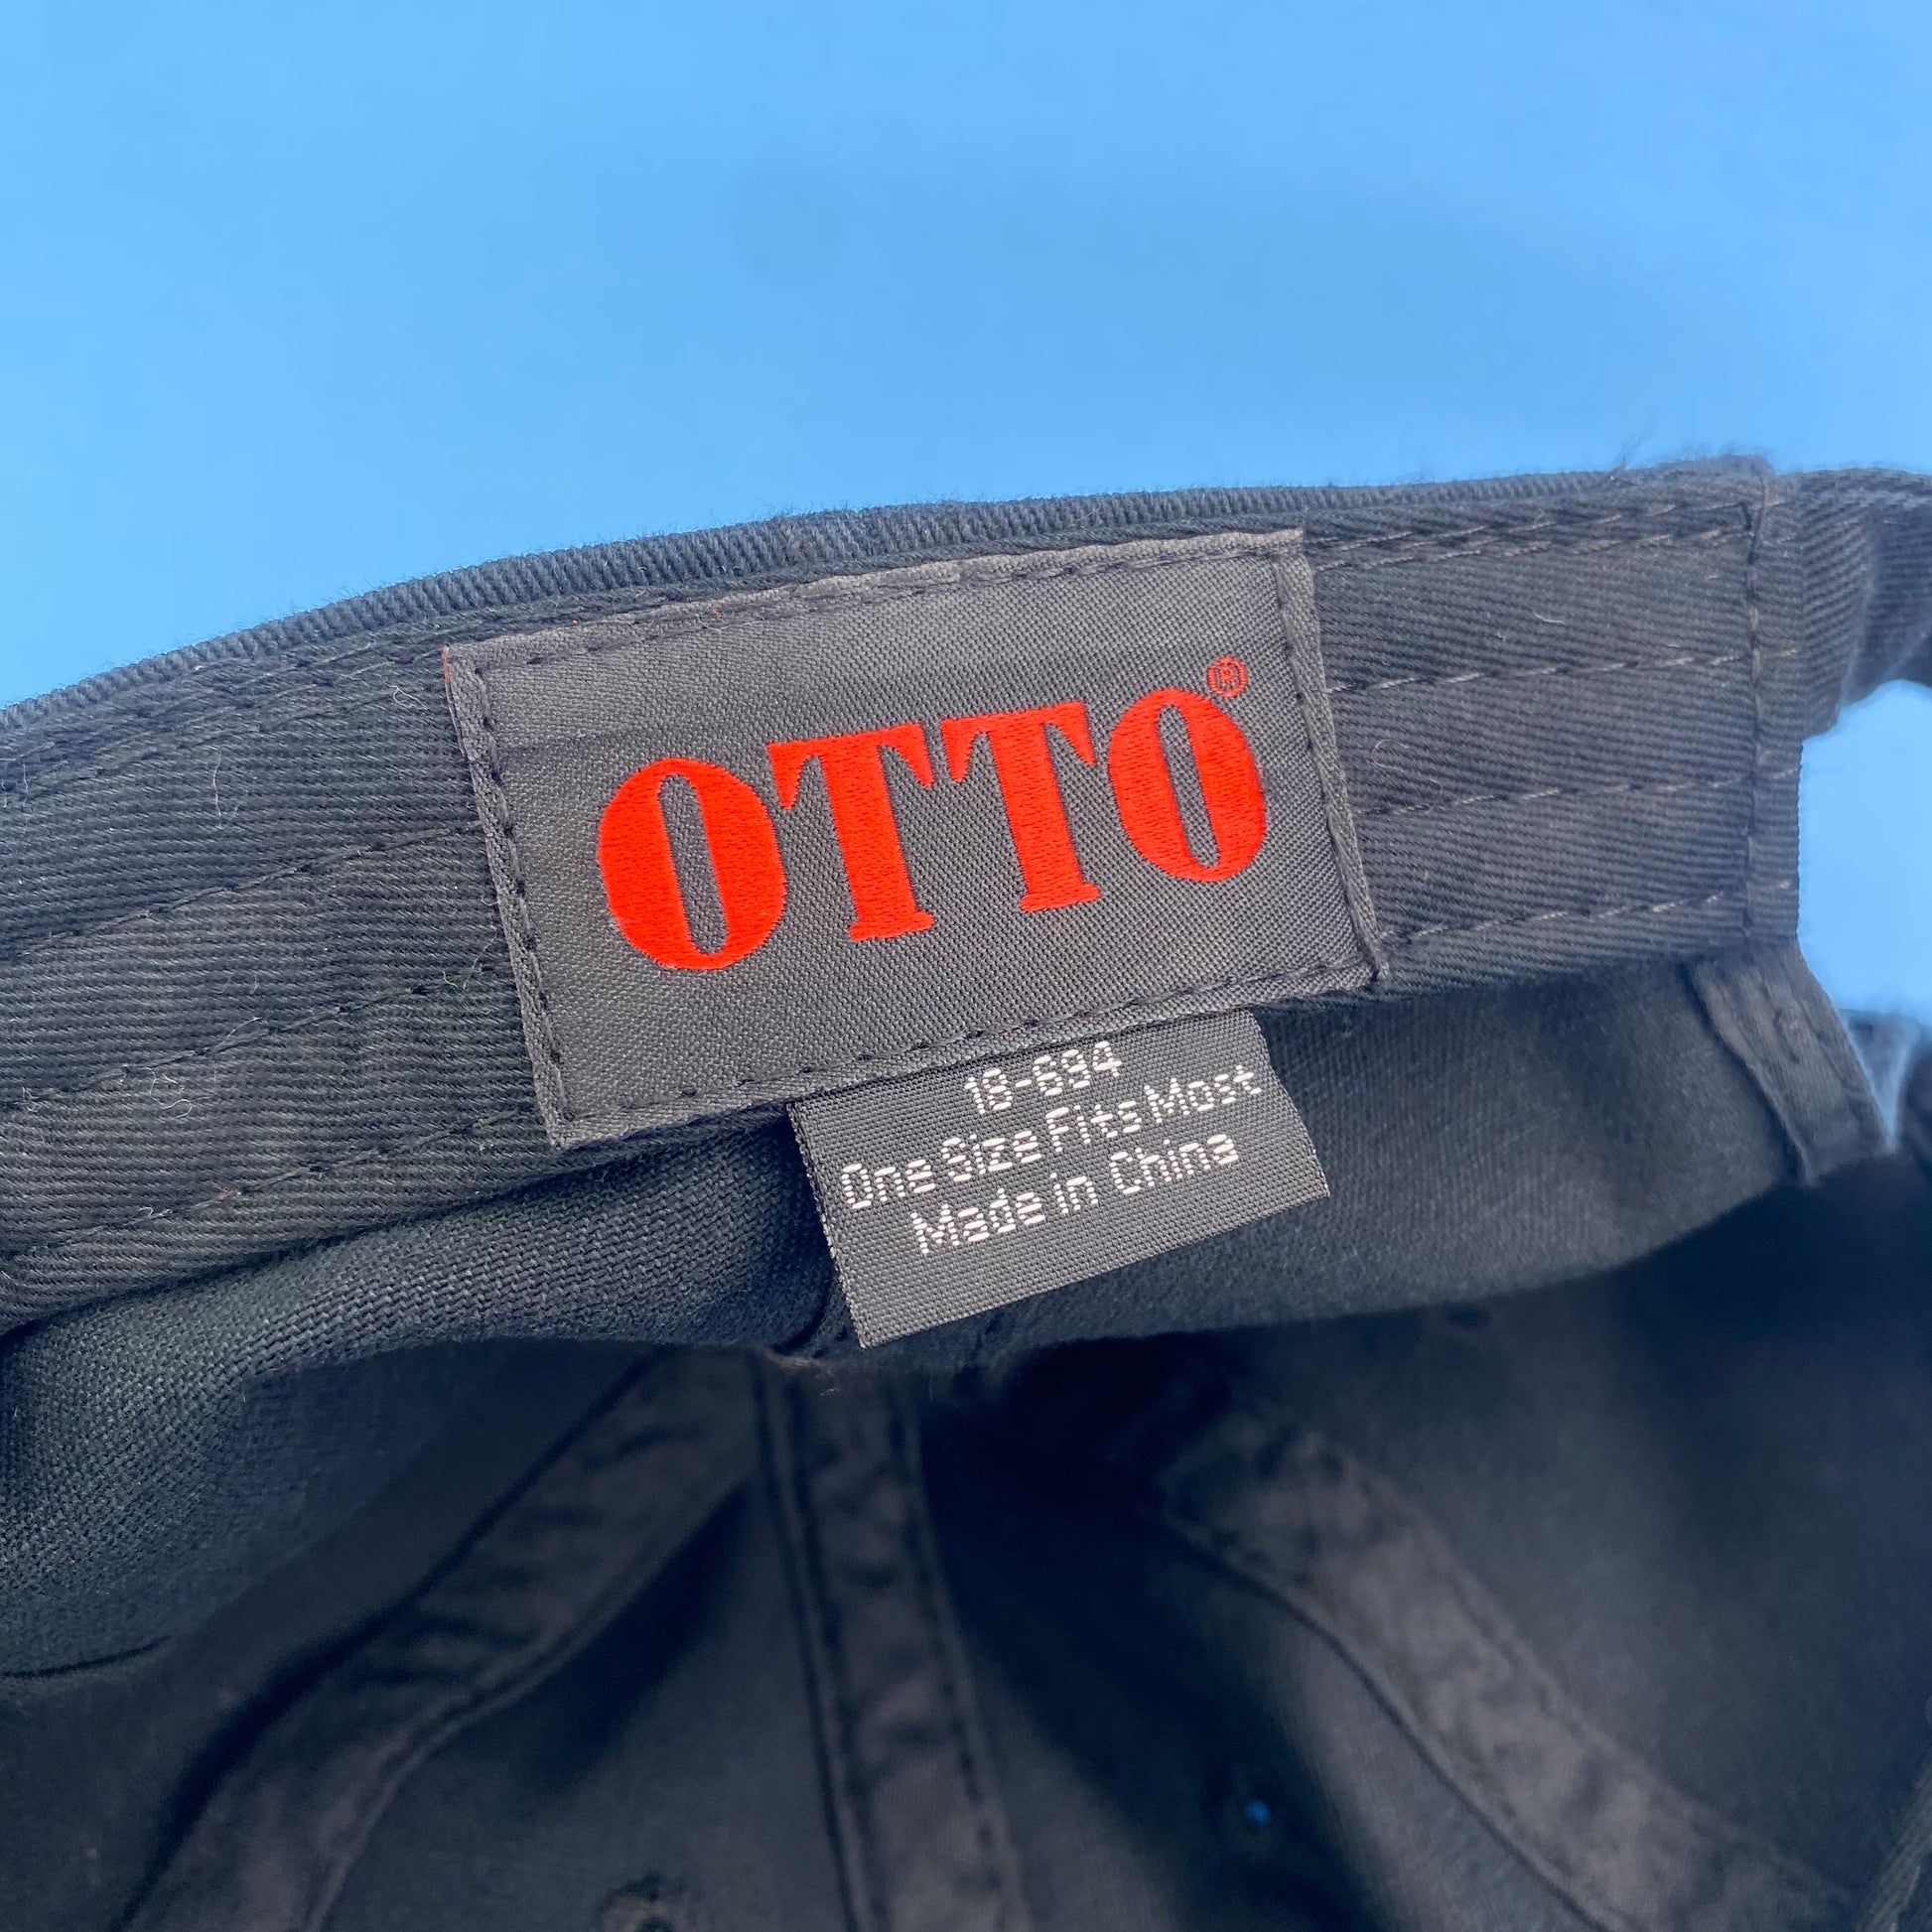 OTTO®
18-694
One Size Fits Most
Made in China